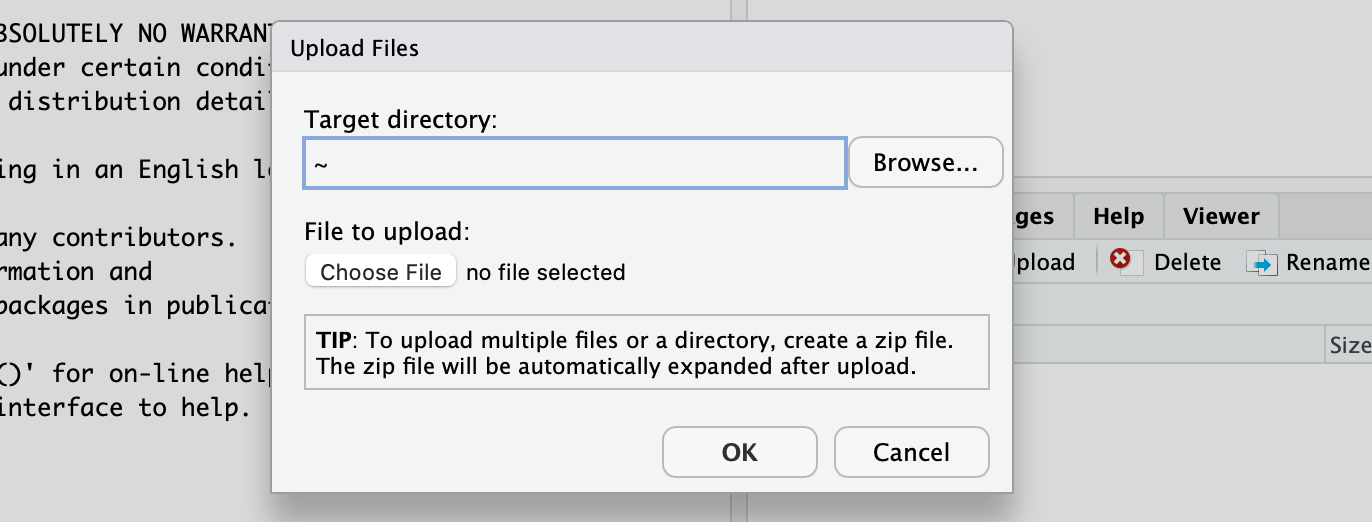 BSOLUTELY NO WARRANT
under certain condi
distribution detai
ing in an English l
any contributors.
rmation and
packages in publica
()' for on-line hel
interface to help.
Upload Files
Target directory:
~
Browse...
File to upload:
Choose File no file selected
TIP: To upload multiple files or a directory, create a zip file.
The zip file will be automatically expanded after upload.
OK Cancel
ges Help Viewer
pload Delete Rename
Size